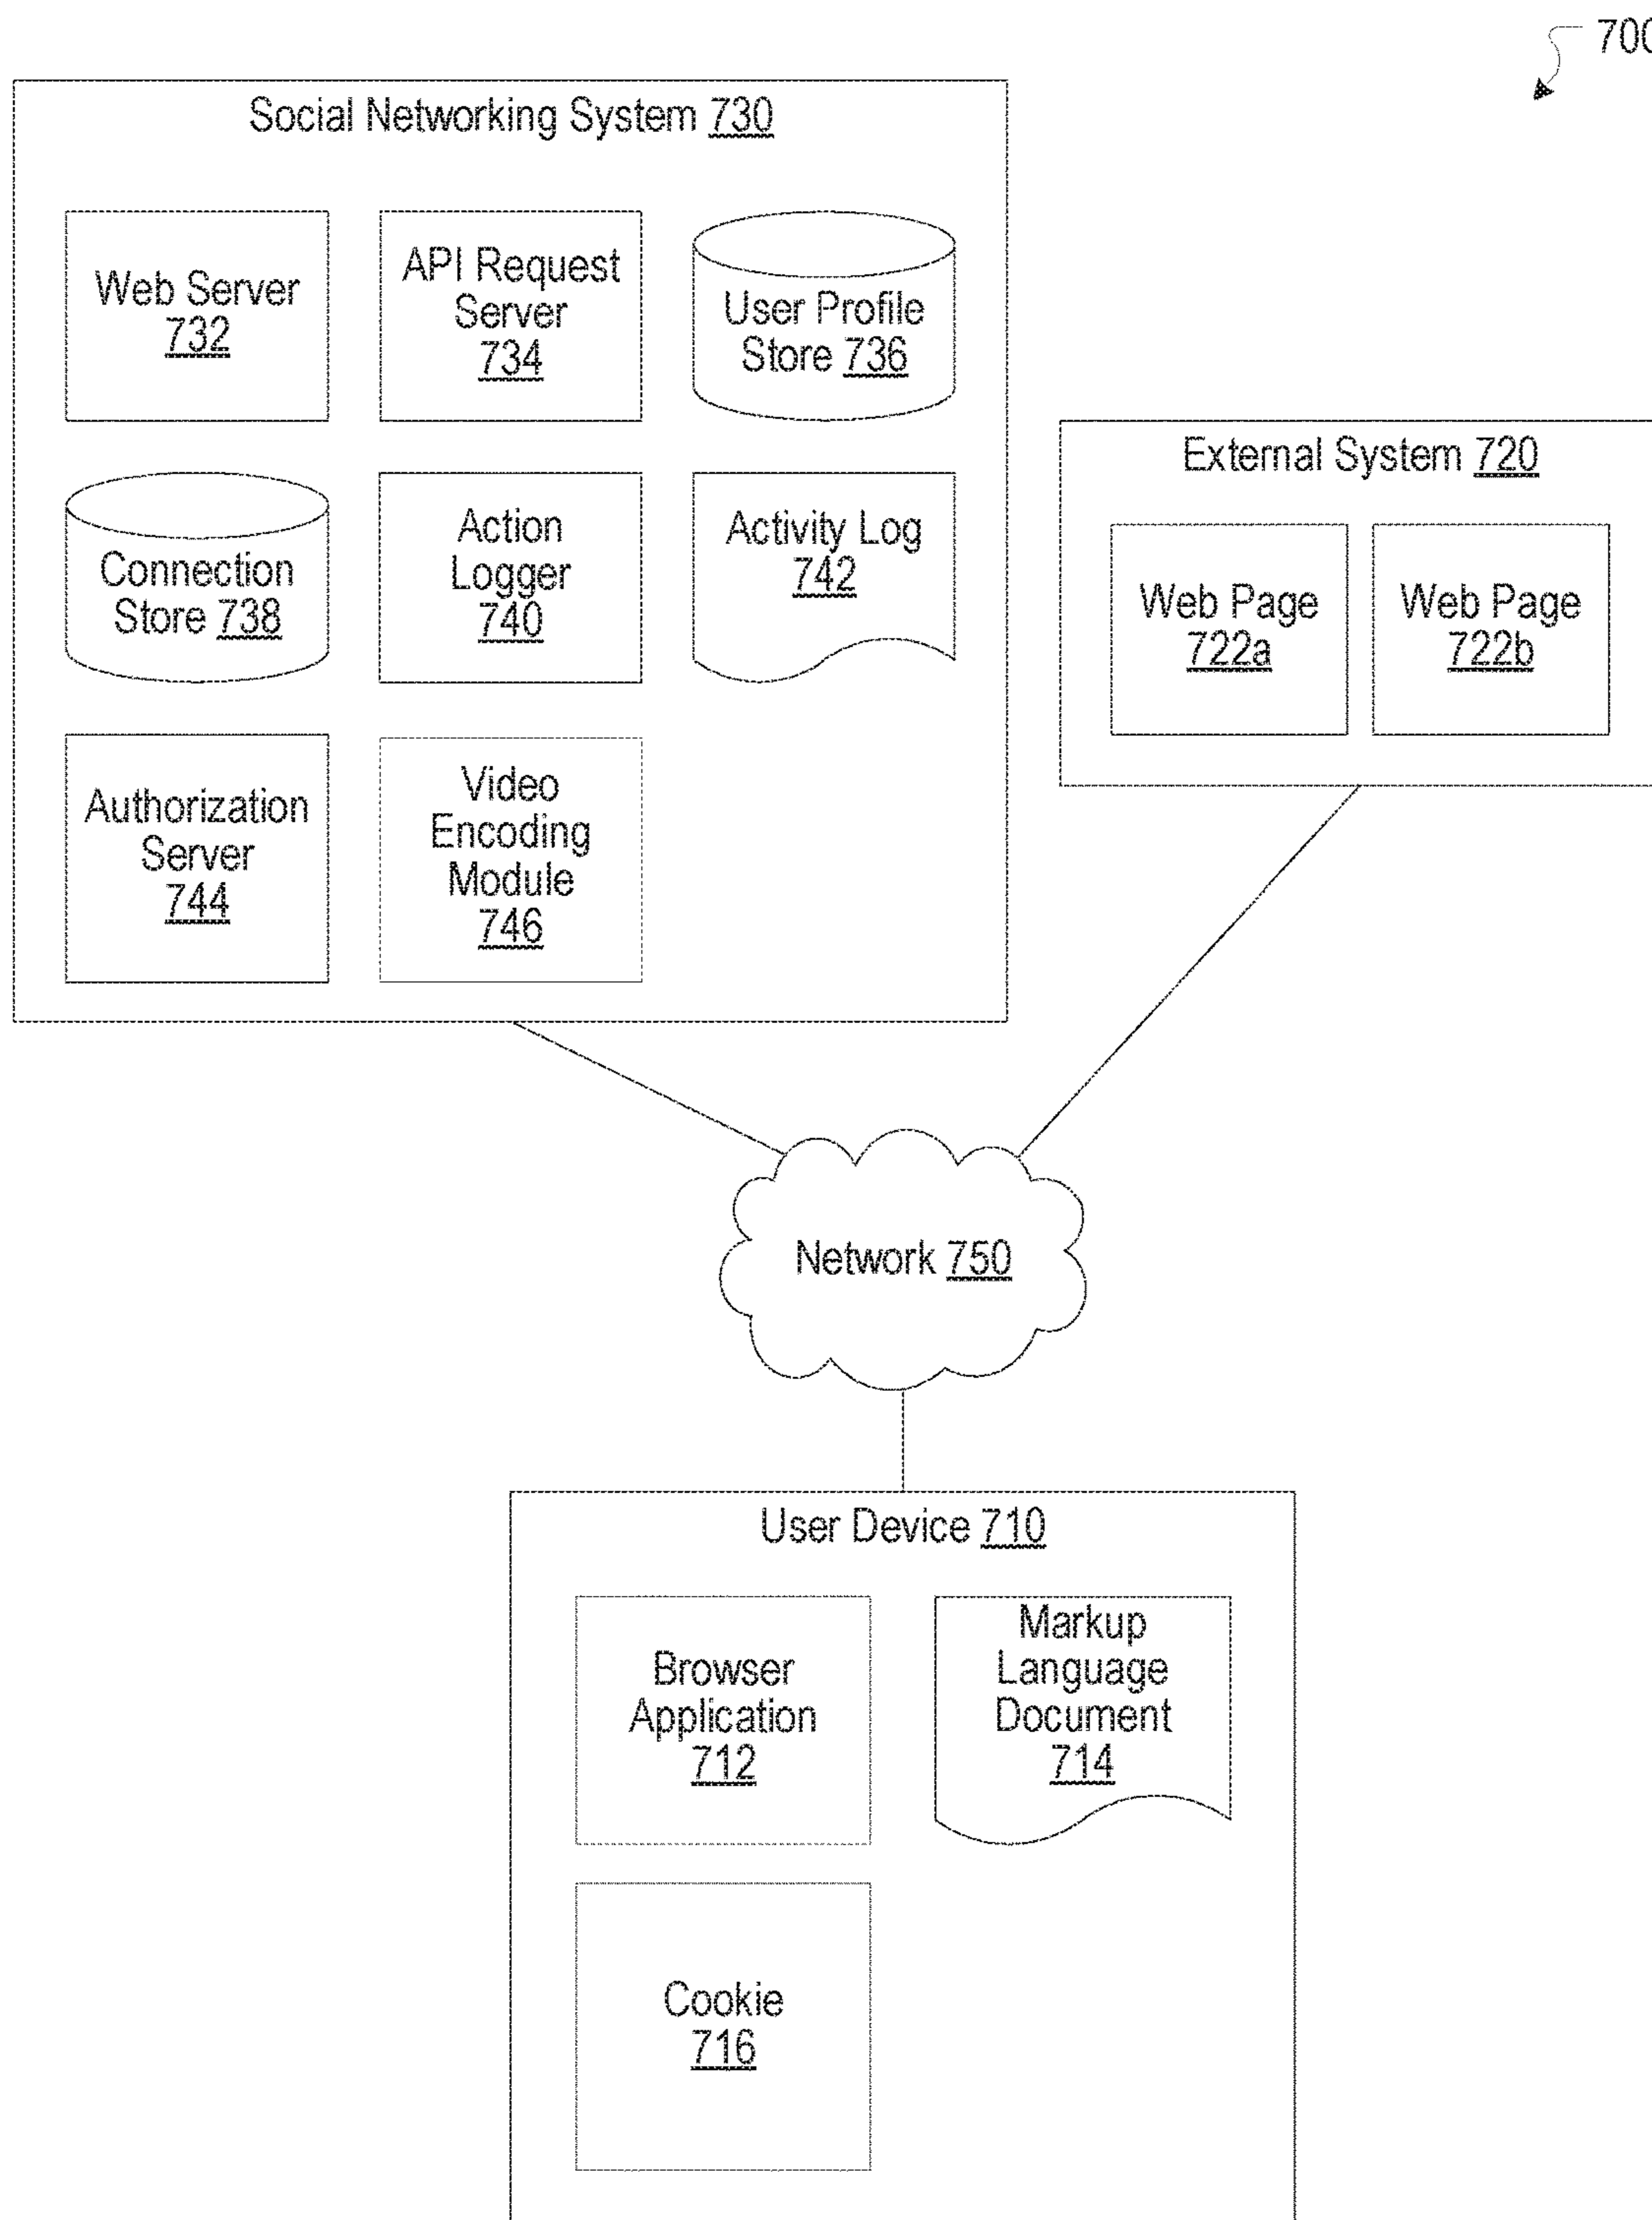 700
Social Networking System 730
Web Server
732
API Request
Server
734
User Profile
Store 736
Connection
Store 738
Action
Logger
740
Activity Log
742
Authorization
Server
744
Video
Encoding
Module
746
External System 720
Web Page
722a
Web Page
722b
Network 750
User Device 710
Browser
Application
712
Markup
Language
Document
714
Cookie
716